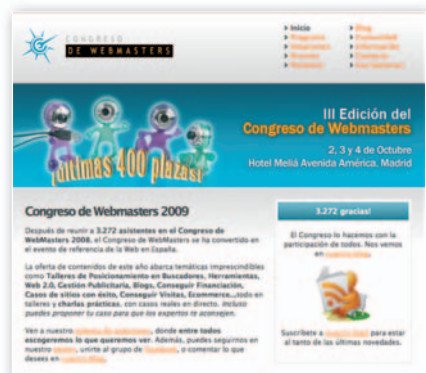 CONGRESO
DE WEBMASTERS
Inicio
Blog
III Edición del
Congreso de Webmasters
2, 3 y 4 de Octubre
Hotel Meliá Avenida América, Madrid
¡últimas 400 plazas!
Congreso de Webmasters 2009
Después de reunir a 3.272 asistentes en el Congreso de
WebMasters 2008, el Congreso de WebMasters se ha convertido en
el evento de referencia de la Web en España.
La oferta de contenidos de este año abarca temáticas imprescindibles
como Talleres de Posicionamiento en Buscadores, Herramientas,
Web 2.0, Gestión Publicitaria, Blogs, Conseguir Financiación,
Casos de sitios con éxito, Conseguir Visitas, Ecommerce...todo en
talleres y charlas prácticas, con casos reales en directo. Incluso
puedes proponer tu caso para que los expertos te aconsejen.
Ven a nuestro donde entre todos
escogeremos lo que queremos ver. Además, puedes seguirnos en
nuestro unirte al grupo de o comentar lo que
desees en
3.272 gracias!
El Congreso lo hacemos con la
participación de todos. Nos vemos
en
Suscríbete a para estar
al tanto de las últimas novedades.